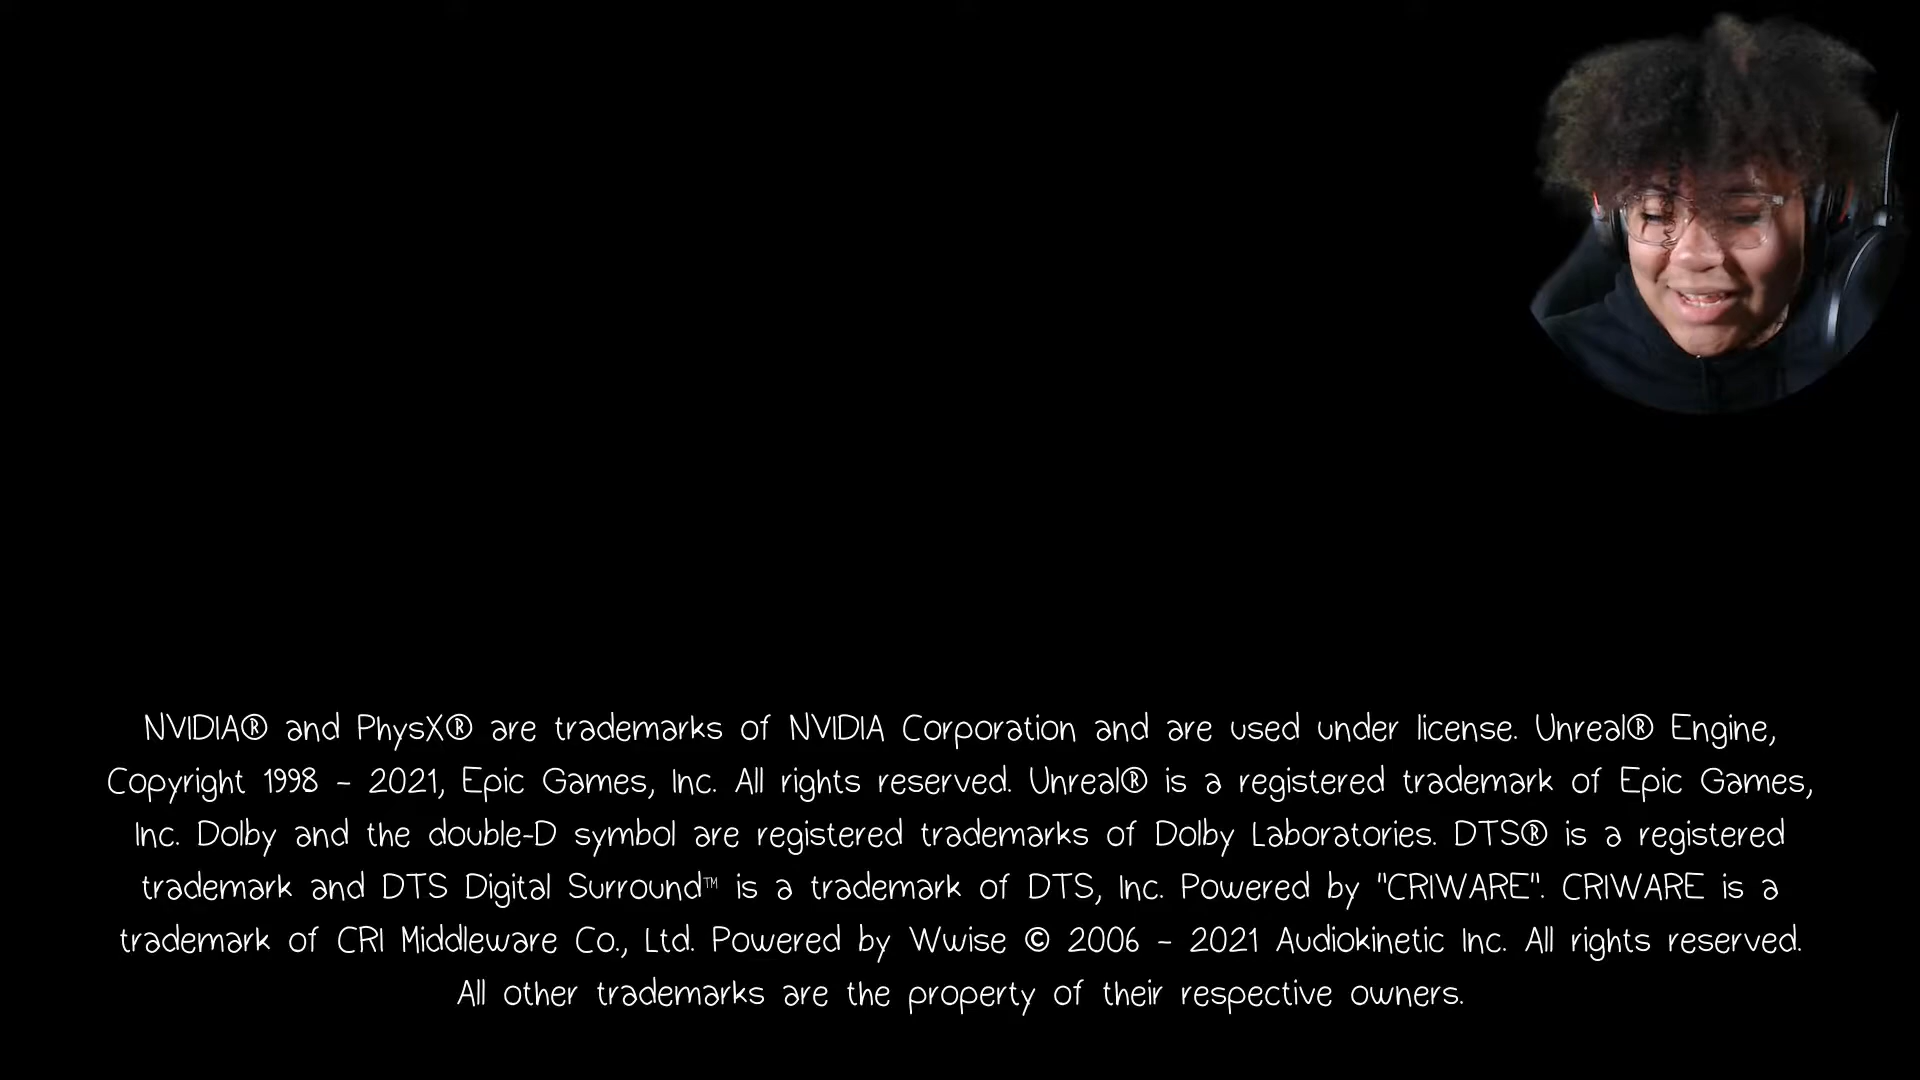 NVIDIA® and PhysX® are trademarks of NVIDIA Corporation and are used under license. Unreal® Engine,
Copyright 1998 - 2021, Epic Games, Inc. All rights reserved. Unreal® is a registered trademark of Epic Games,
Inc. Dolby and the double-D symbol are registered trademarks of Dolby Laboratories. DTS® is a registered
trademark and DTS Digital Surround™ is a trademark of DTS, Inc. Powered by "CRIWARE". CRIWARE is a
trademark of CRI Middleware Co., Ltd. Powered by Wwise © 2006 - 2021 Audiokinetic Inc. All rights reserved.
All other trademarks are the property of their respective owners.